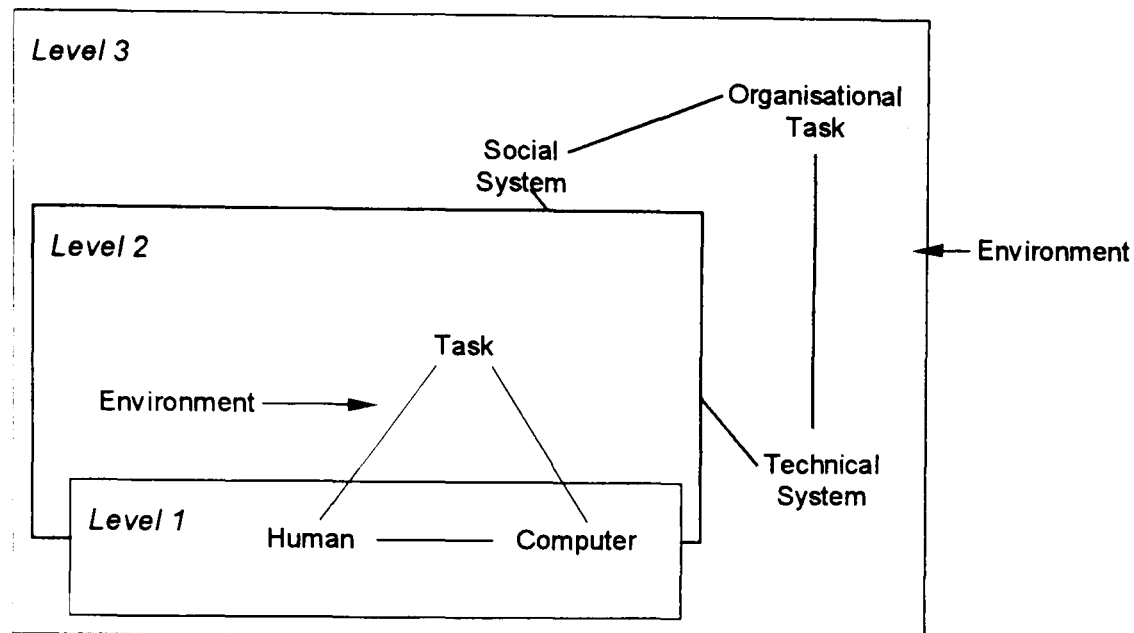 Level 3
Organisational
Task
Social
System
Level 2
Environment
Task
Environment
Technical
System
Level 1
Human
Computer